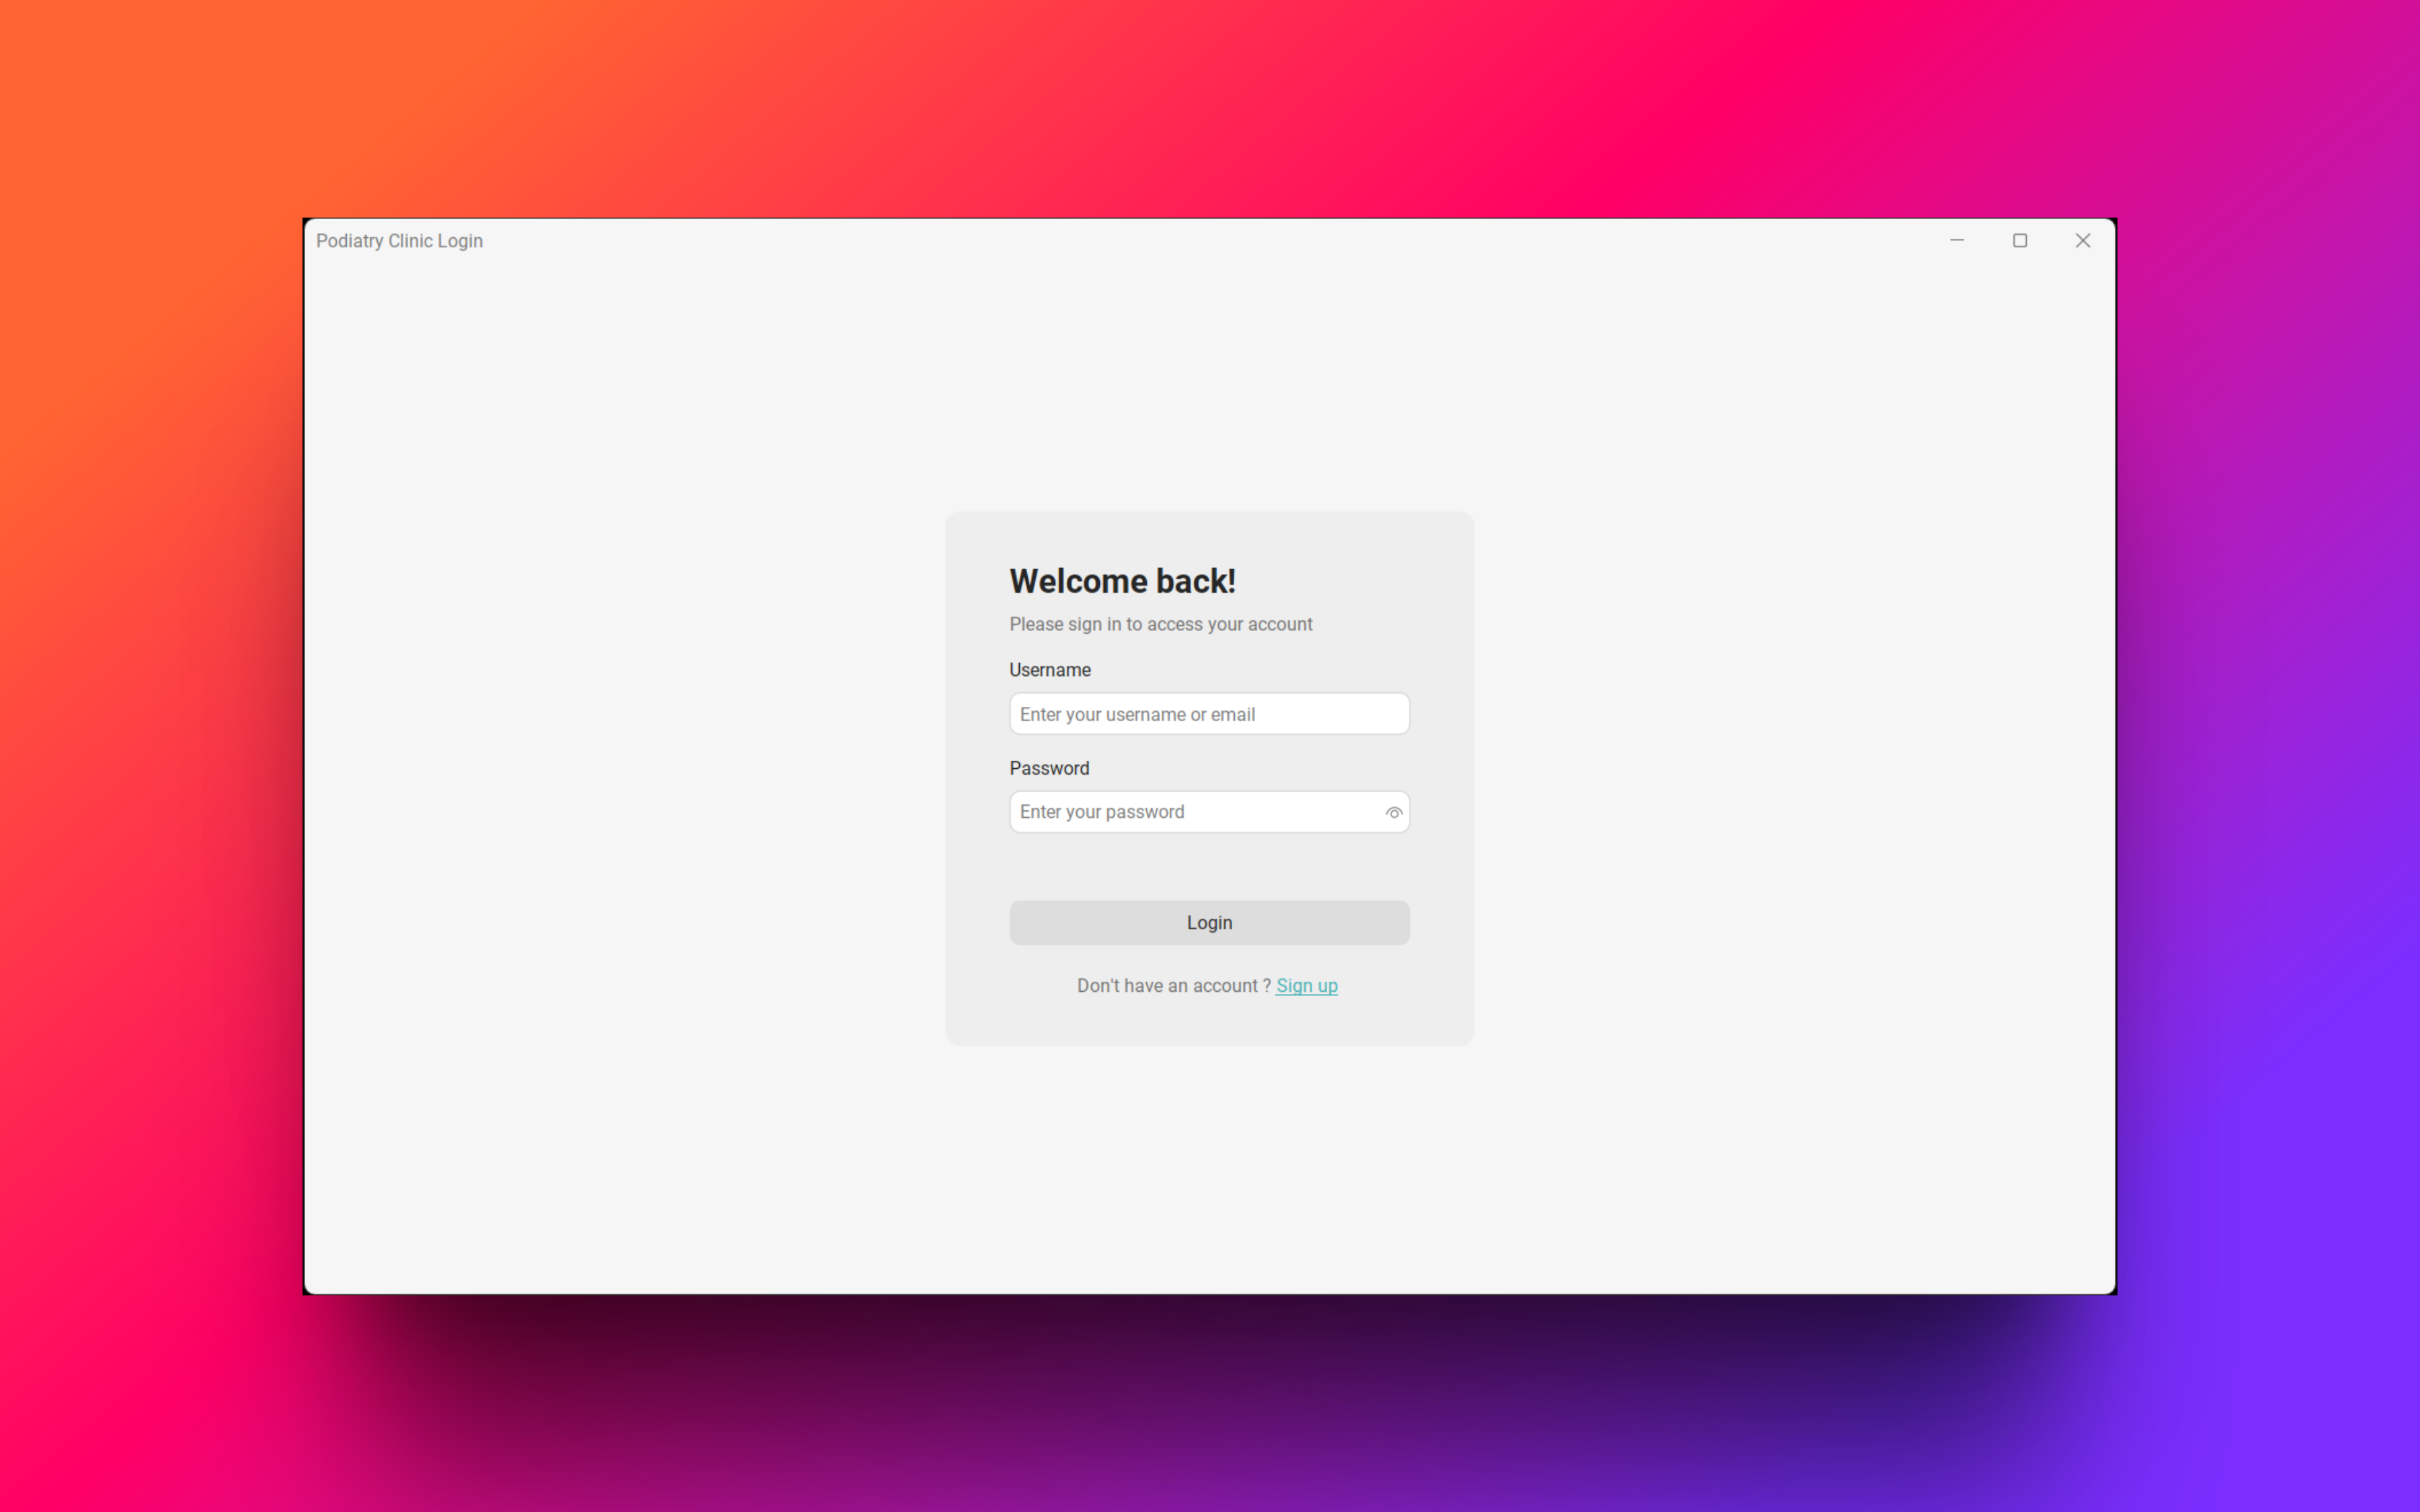 Podiatry Clinic Login
Welcome back!
Please sign in to access your account
Username
Enter your username or email
Password
Enter your password
Login
Don't have an account ? Sign up